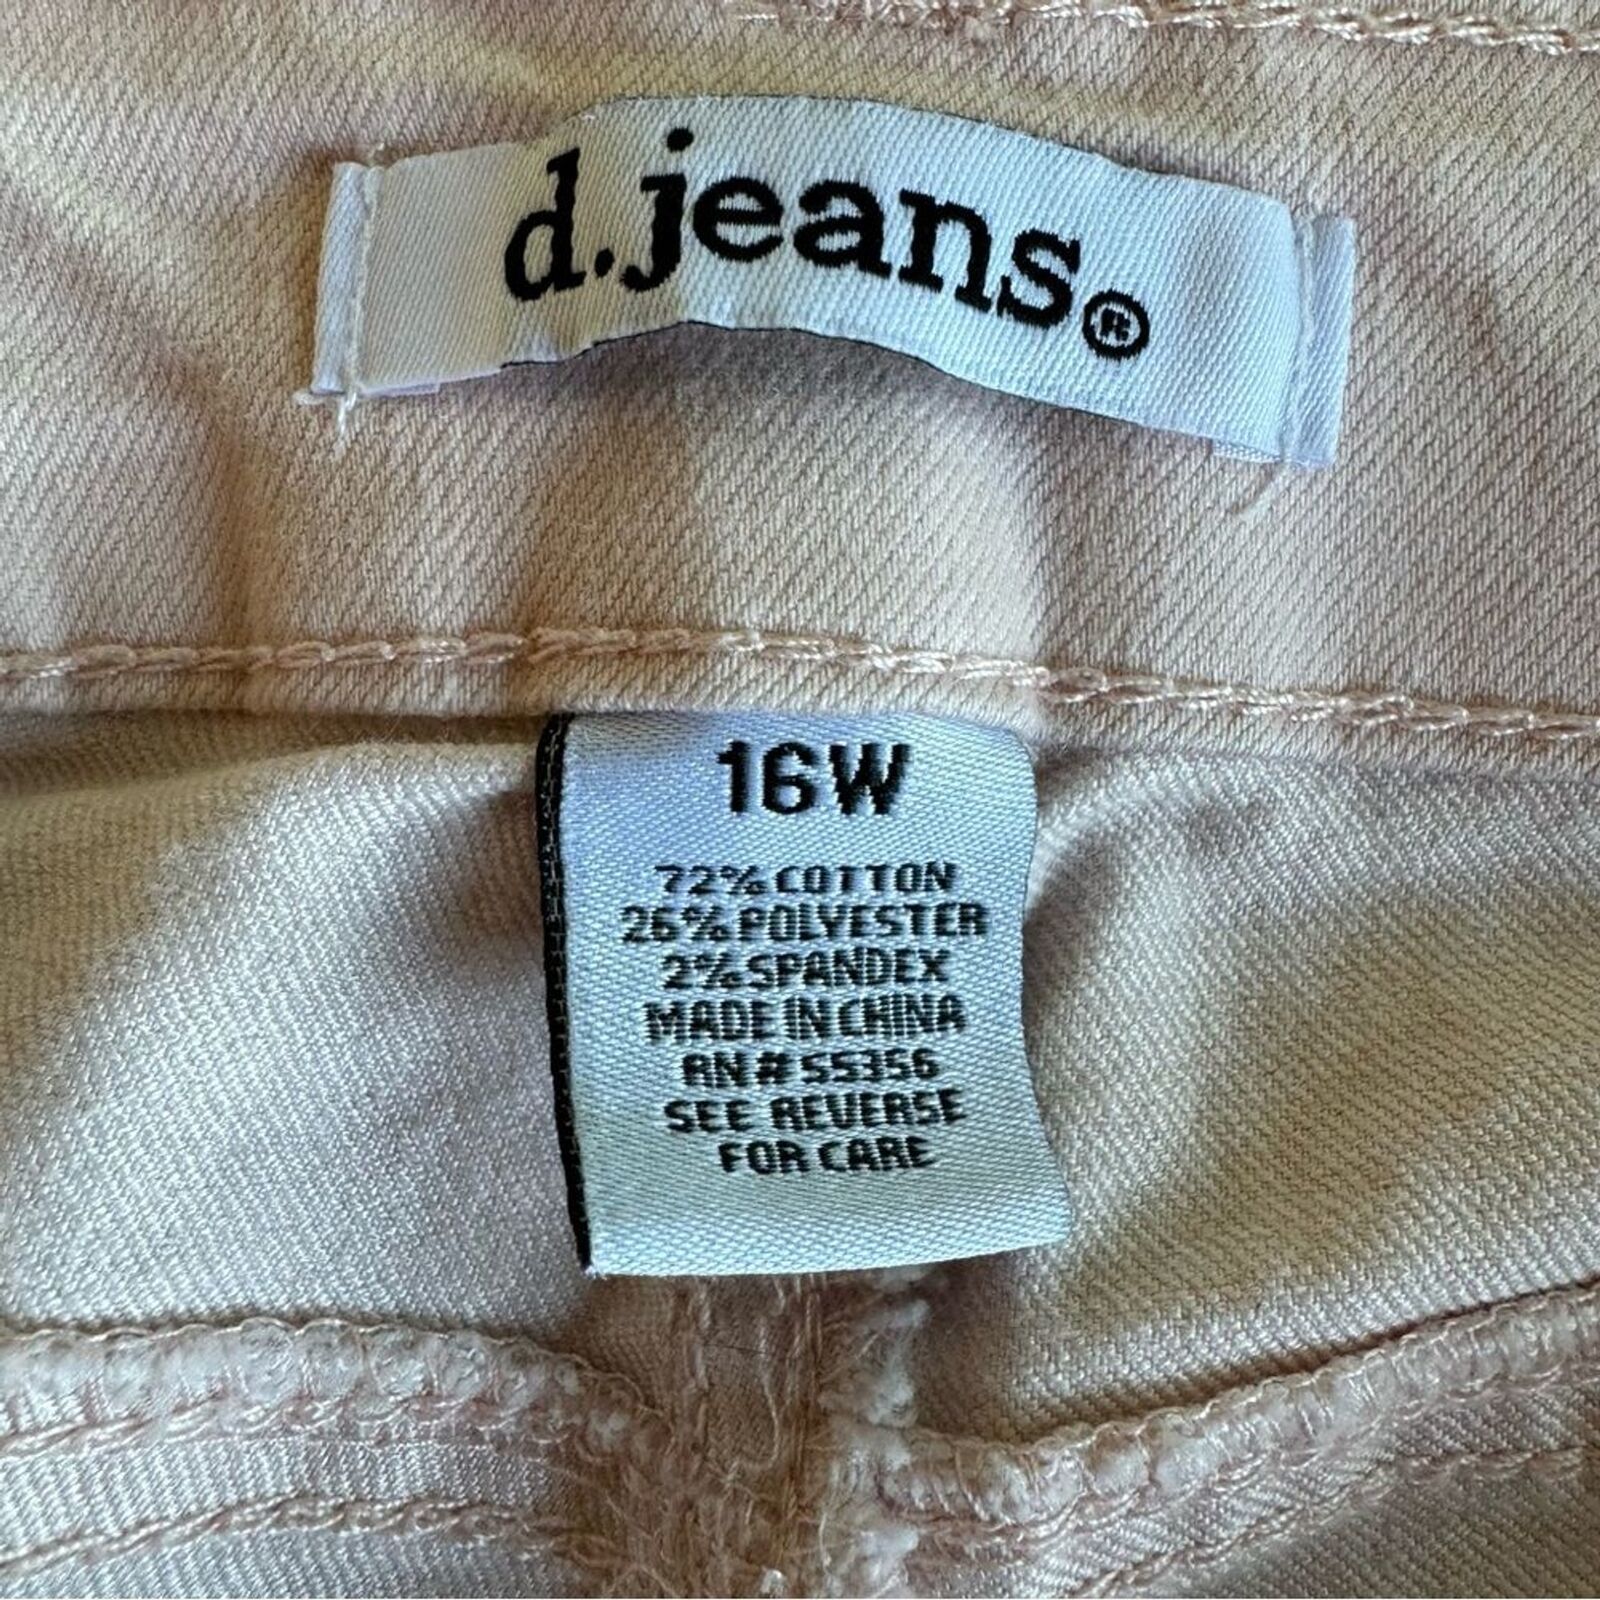 d.jeans®
16W
72% COTTON
26% POLYESTER
2% SPANDEX
MADE IN CHINA
RN # 55356
SEE REVERSE
FOR CARE